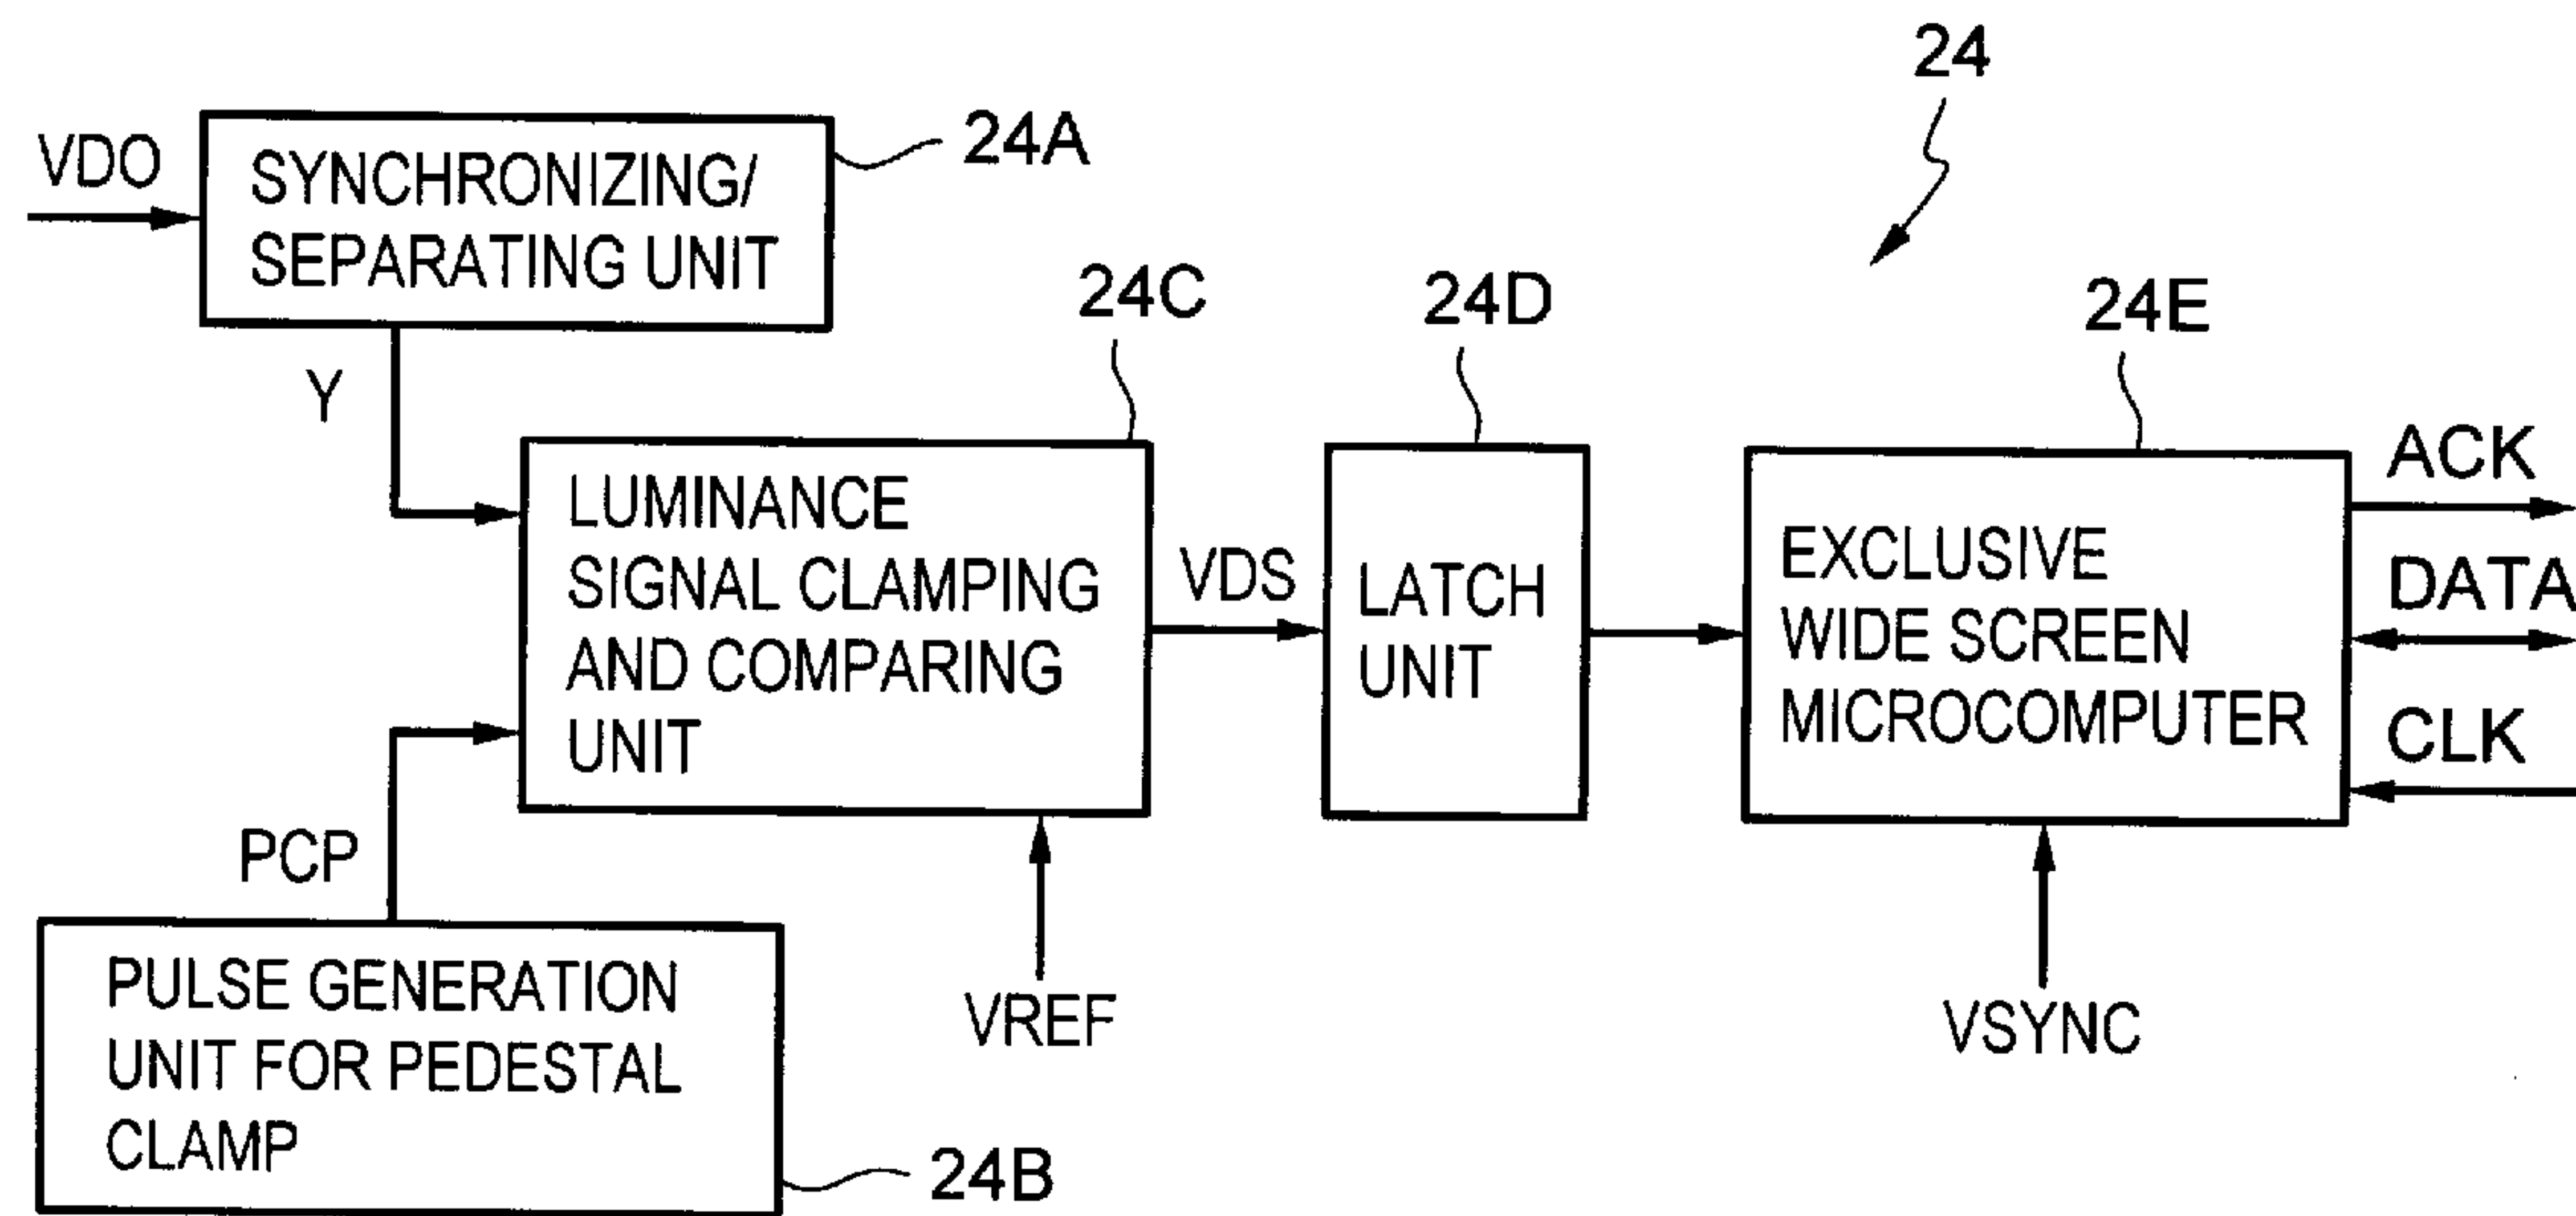 24
24A
VDO
SYNCHRONIZING/
SEPARATING UNIT
24C
24D
24E
Y
ACK
LUMINANCE
SIGNAL CLAMPING
AND COMPARING
UNIT
VDS
LATCH
UNIT
EXCLUSIVE
WIDE SCREEN
MICROCOMPUTER
DATA
CLK
PCP
VREF
VSYNC
PULSE GENERATION
UNIT FOR PEDESTAL
CLAMP
24B